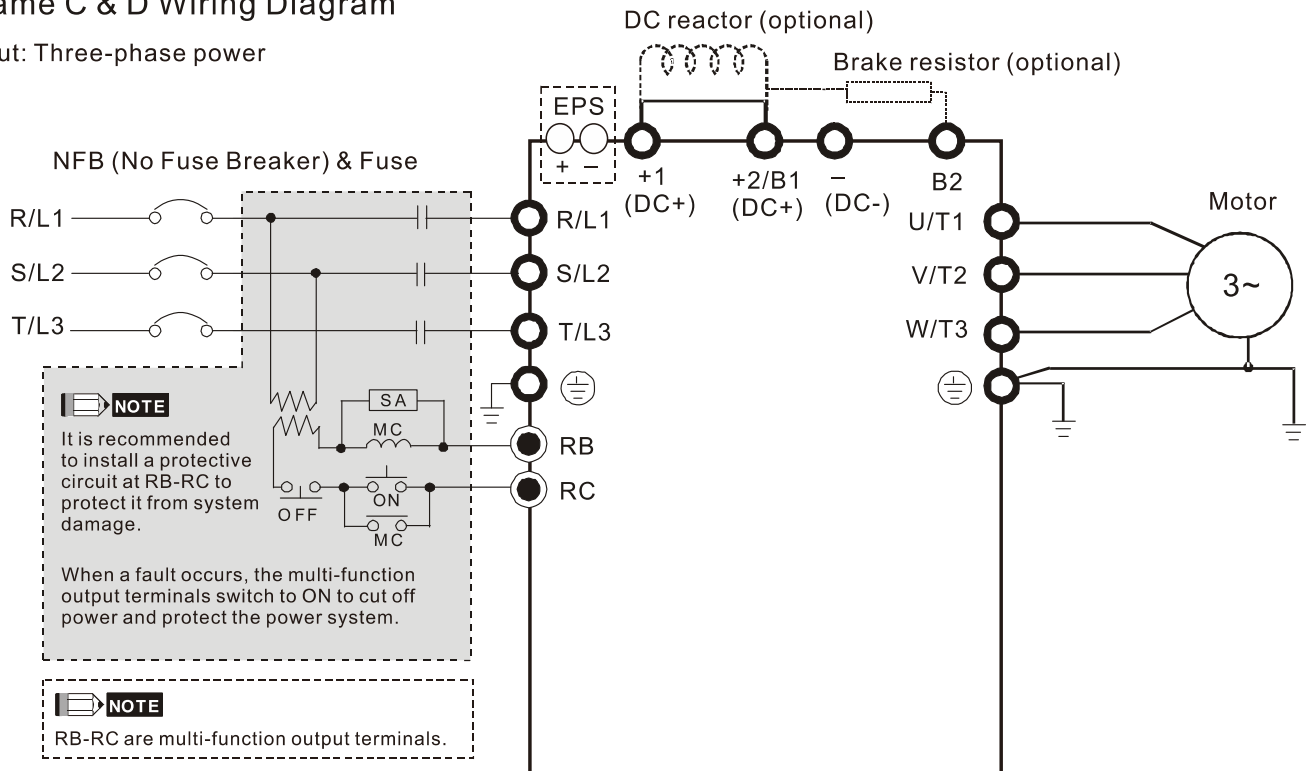 ame C & D Wiring Diagram
ut: Three-phase power
DC reactor (optional)
Brake resistor (optional)
EPS
+ –
+1
(DC+)
+2/B1
(DC+)
–
(DC-)
B2
NFB (No Fuse Breaker) & Fuse
R/L1
S/L2
T/L3
R/L1
S/L2
T/L3
RB
RC
U/T1
V/T2
W/T3
Motor
3~
SA
MC
ON
OFF
MC
NOTE
It is recommended
to install a protective
circuit at RB-RC to
protect it from system
damage.
When a fault occurs, the multi-function
output terminals switch to ON to cut off
power and protect the power system.
NOTE
RB-RC are multi-function output terminals.